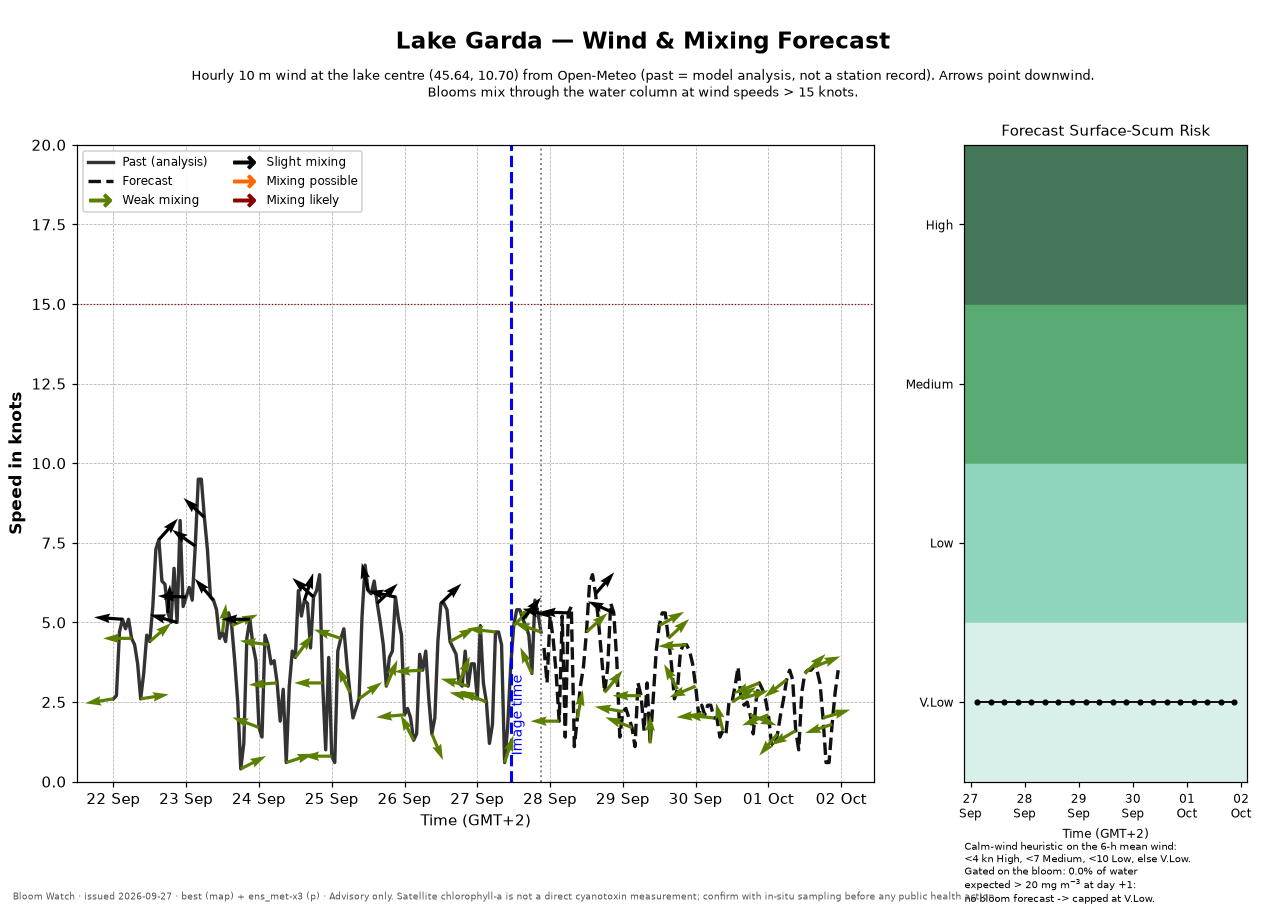 Lake Garda — Wind & Mixing Forecast
Hourly 10 m wind at the lake centre (45.64, 10.70) from Open-Meteo (past = model analysis, not a station record). Arrows point downwind.
Blooms mix through the water column at wind speeds > 15 knots.
Past (analysis)
Forecast
Weak mixing
Slight mixing
Mixing possible
Mixing likely
Speed in knots
20.0
17.5
15.0
12.5
10.0
7.5
5.0
2.5
0.0
Image time
22 Sep 23 Sep 24 Sep 25 Sep 26 Sep 27 Sep 28 Sep 29 Sep 30 Sep 01 Oct 02 Oct
Time (GMT+2)
Forecast Surface-Scum Risk
High
Medium
Low
V.Low
27 28 29 30 01 02
Sep Sep Sep Sep Oct Oct
Time (GMT+2)
Calm-wind heuristic on the 6-h mean wind:
<4 kn High, <7 Medium, <10 Low, else V.Low.
Gated on the bloom: 0.0% of water
expected > 20 mg m⁻³ at day +1:
no bloom forecast -> capped at V.Low.
Bloom Watch · issued 2026-09-27 · best (map) + ens_met-x3 (p) · Advisory only. Satellite chlorophyll-a is not a direct cyanotoxin measurement; confirm with in-situ sampling before any public health action.